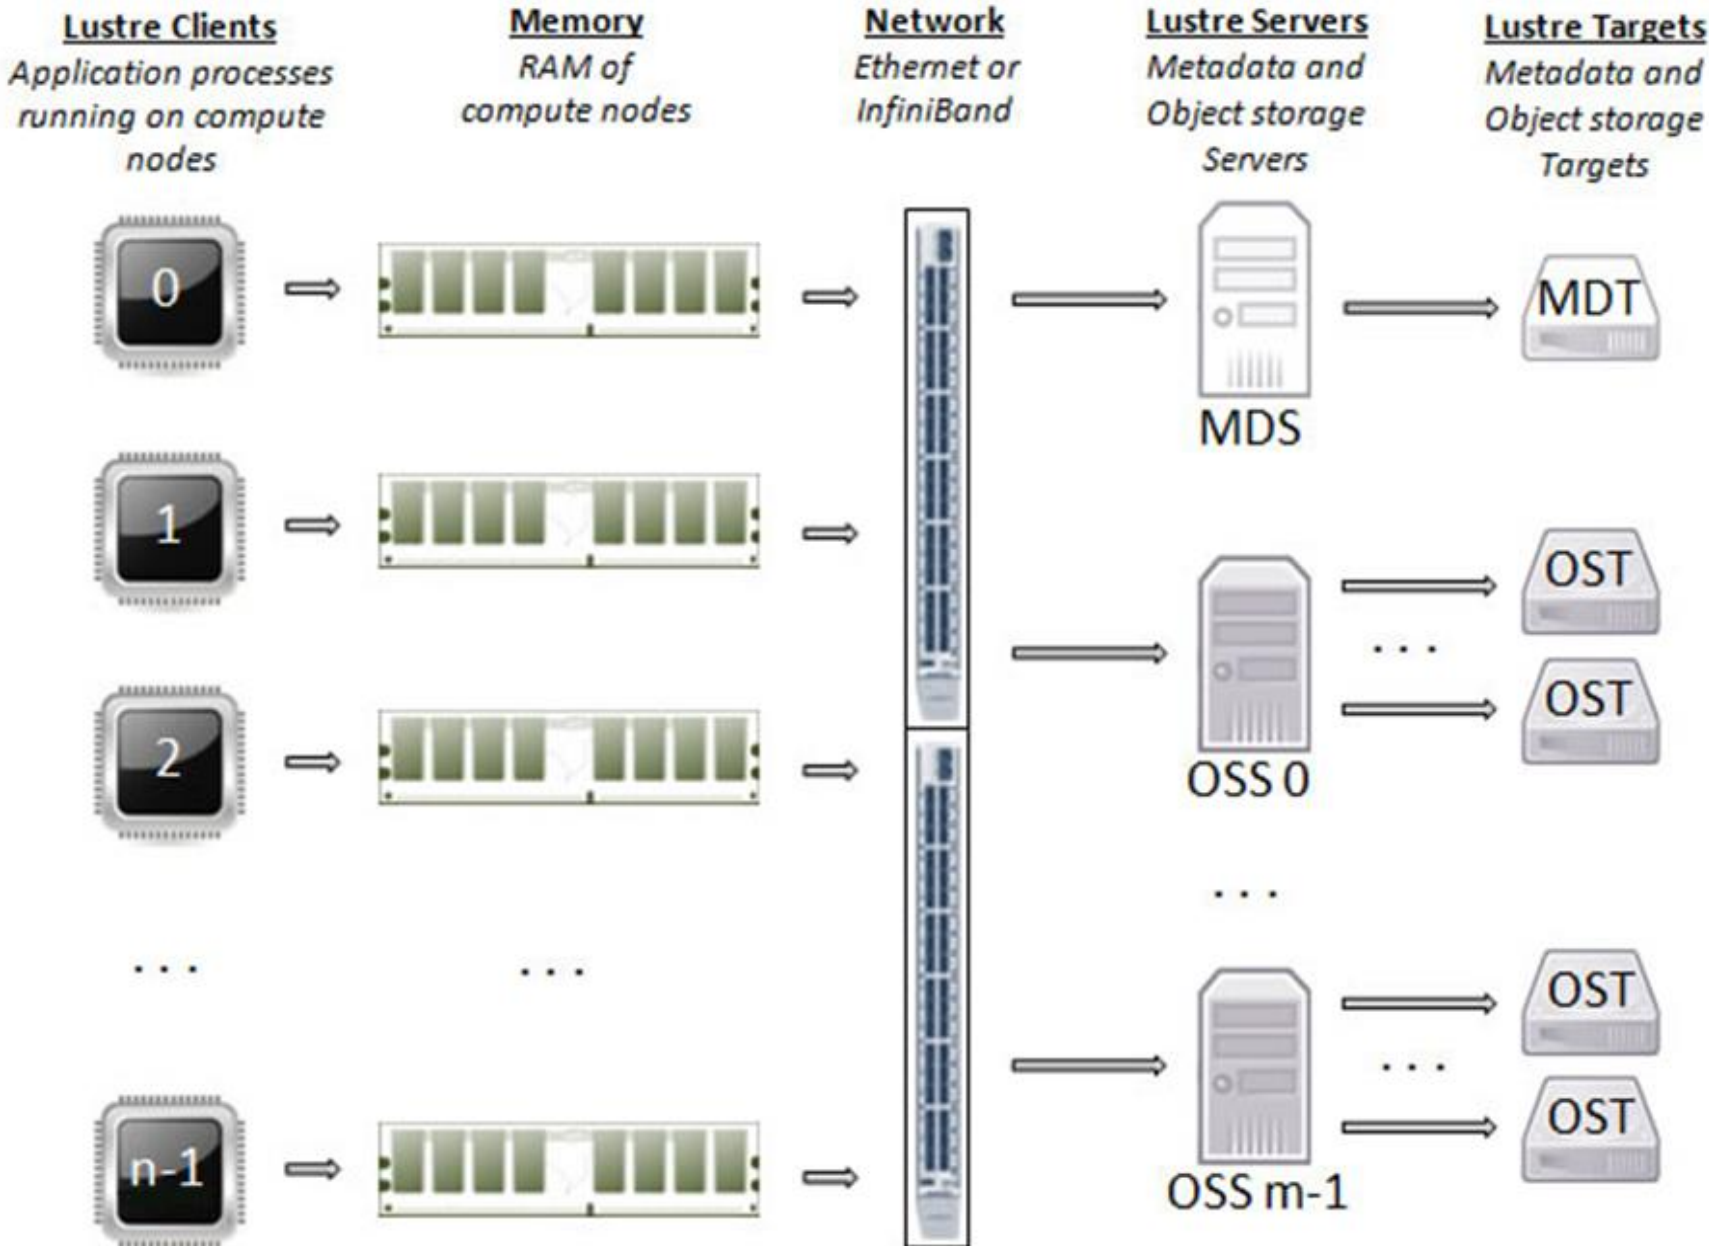 Lustre Clients
Application processes
running on compute
nodes
Memory
RAM of
compute nodes
Network
Ethernet or
InfiniBand
Lustre Servers
Metadata and
Object storage
Servers
Lustre Targets
Metadata and
Object storage
Targets
0
MDS
MDT
1
OST
2
OSS 0
OST
. . .
. . .
. . .
. . .
n-1
OSS m-1
OST
. . .
OST